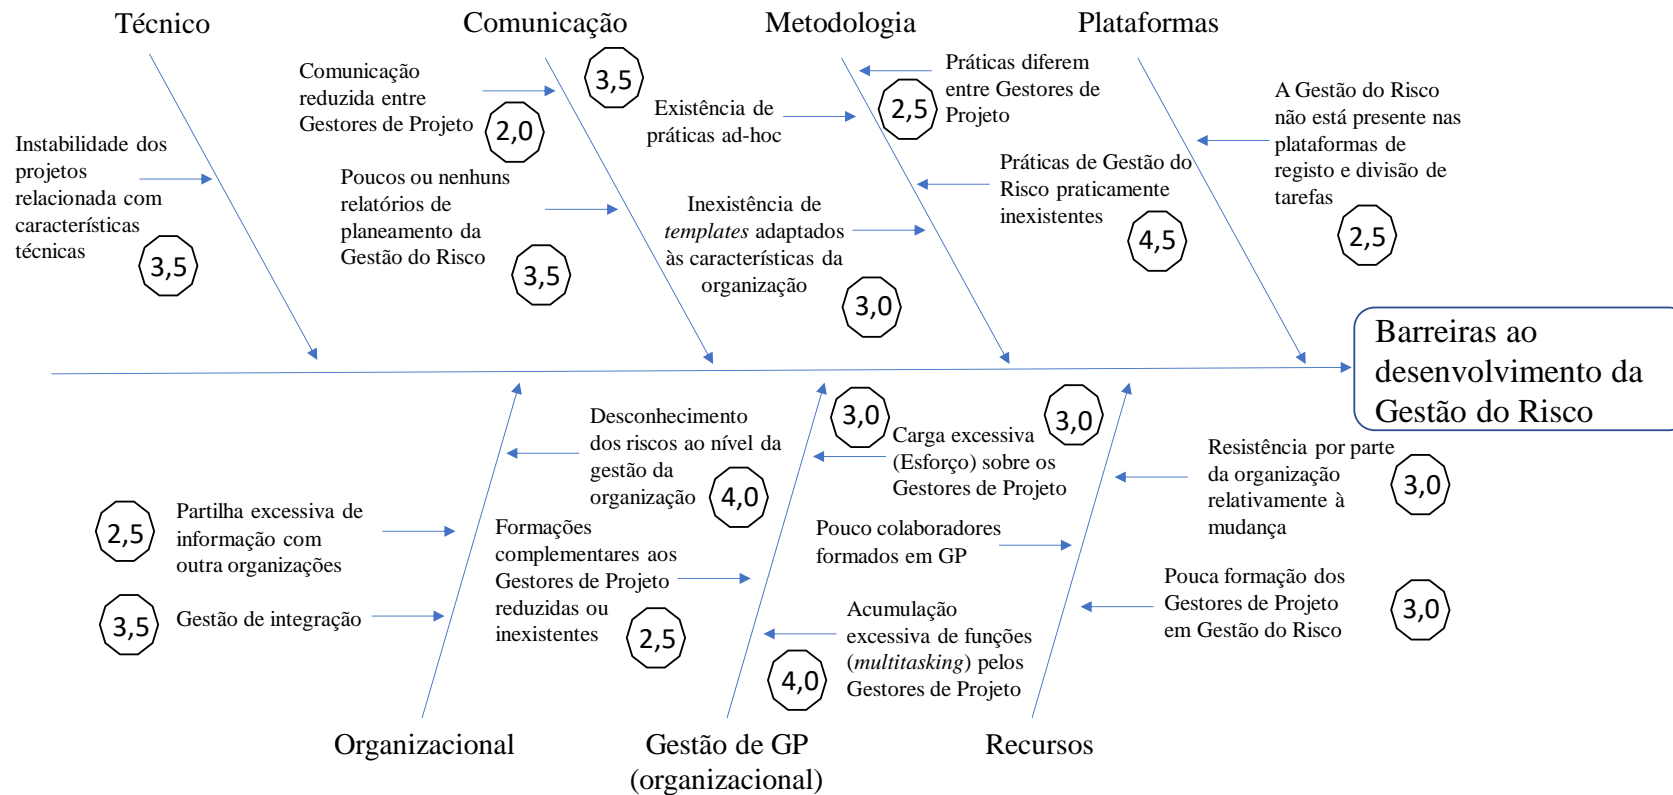 Técnico
Comunicação
Metodologia
Plataformas
Instabilidade dos
projetos
relacionada com
características
técnicas
3,5
Comunicação
reduzida entre
Gestores de Projeto
2,0
3,5
Poucos ou nenhuns
relatórios de
planeamento da
Gestão do Risco
3,5
Existência de
práticas ad-hoc
Práticas diferem
entre Gestores de
Projeto
2,5
Inexistência de
templates adaptados
às características da
organização
3,0
Práticas de Gestão do
Risco praticamente
inexistentes
4,5
A Gestão do Risco
não está presente nas
plataformas de
registo e divisão de
tarefas
2,5
Barreiras ao
desenvolvimento da
Gestão do Risco
Desconhecimento
dos riscos ao nível da
gestão da
organização
4,0
2,5
Partilha excessiva de
informação com
outra organizações
3,5
Gestão de integração
Formações
complementares aos
Gestores de Projeto
reduzidas ou
inexistentes
2,5
3,0
Carga excessiva
(Esforço) sobre os
Gestores de Projeto
3,0
Pouco colaboradores
formados em GP
Acumulação
excessiva de funções
(multitasking) pelos
Gestores de Projeto
4,0
Resistência por parte
da organização
relativamente à
mudança
3,0
Pouca formação dos
Gestores de Projeto
em Gestão do Risco
3,0
Organizacional
Gestão de GP
(organizacional)
Recursos